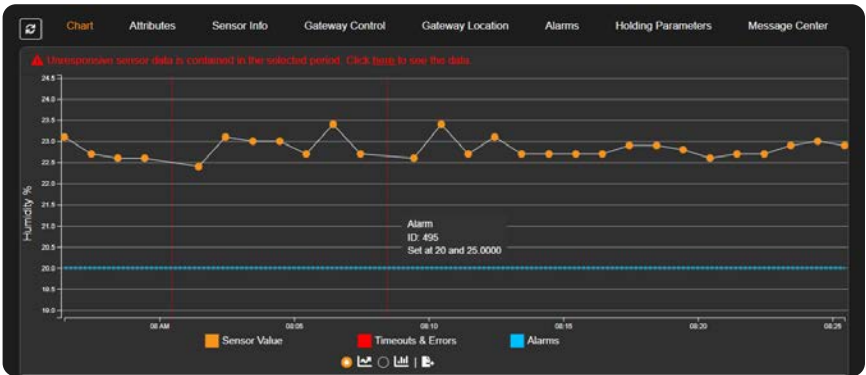 Chart Attributes Sensor Info Gateway Control Gateway Location Alarms Holding Parameters Message Center
Unresponsive sensor data is contained in the selected period. Click here to see the data.
24.5
24.0
23.5
23.0
22.5
22.0
21.5
21.0
20.5
20.0
19.5
19.0
Humidity %
Alarm
ID: 495
Set at 20 and 25.0000
08 AM 08:05 08:10 08:15 08:20 08:25
Sensor Value Timeouts & Errors Alarms